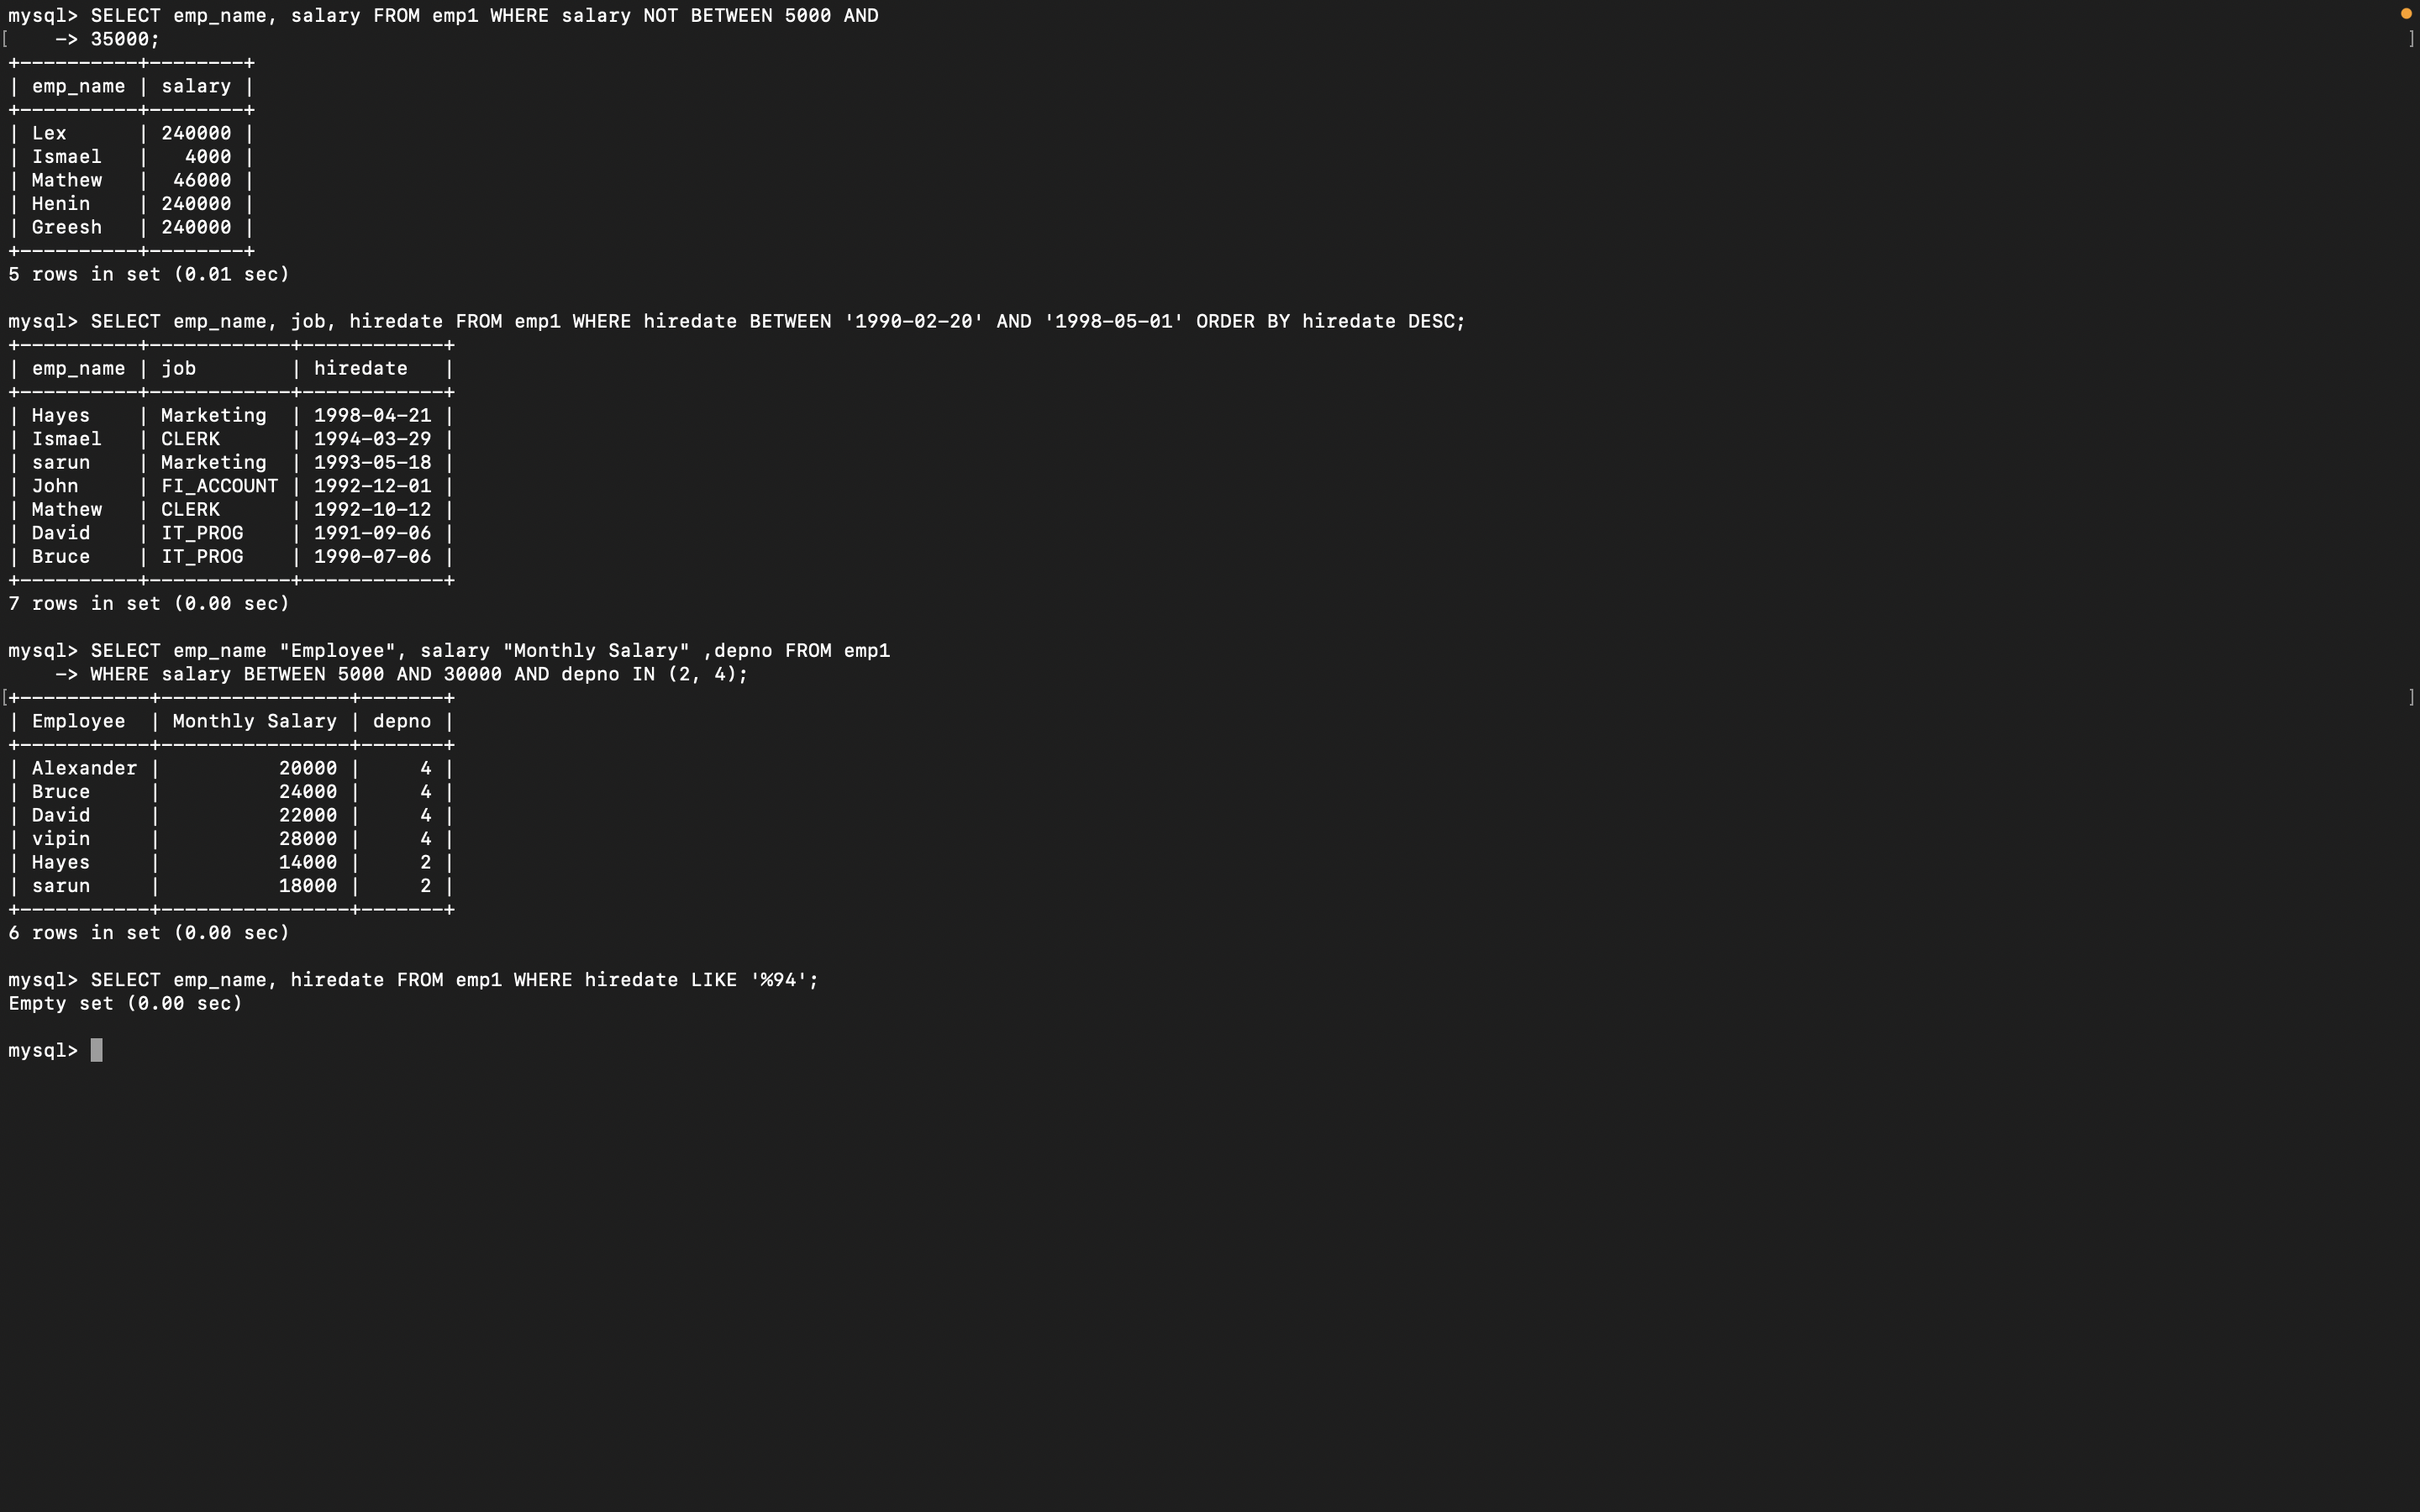 mysql> SELECT emp_name, salary FROM emp1 WHERE salary NOT BETWEEN 5000 AND
[    -> 35000;                                                                ]
+----------+--------+
| emp_name | salary |
+----------+--------+
| Lex      | 240000 |
| Ismael   |   4000 |
| Mathew   |  46000 |
| Henin    | 240000 |
| Greesh   | 240000 |
+----------+--------+
5 rows in set (0.01 sec)

mysql> SELECT emp_name, job, hiredate FROM emp1 WHERE hiredate BETWEEN '1990-02-20' AND '1998-05-01' ORDER BY hiredate DESC;
+----------+------------+------------+
| emp_name | job        | hiredate   |
+----------+------------+------------+
| Hayes    | Marketing  | 1998-04-21 |
| Ismael   | CLERK      | 1994-03-29 |
| sarun    | Marketing  | 1993-05-18 |
| John     | FI_ACCOUNT | 1992-12-01 |
| Mathew   | CLERK      | 1992-10-12 |
| David    | IT_PROG    | 1991-09-06 |
| Bruce    | IT_PROG    | 1990-07-06 |
+----------+------------+------------+
7 rows in set (0.00 sec)

mysql> SELECT emp_name "Employee", salary "Monthly Salary" ,depno FROM emp1
    -> WHERE salary BETWEEN 5000 AND 30000 AND depno IN (2, 4);
[+-----------+----------------+-------+                                       ]
| Employee  | Monthly Salary | depno |
+-----------+----------------+-------+
| Alexander |          20000 |     4 |
| Bruce     |          24000 |     4 |
| David     |          22000 |     4 |
| vipin     |          28000 |     4 |
| Hayes     |          14000 |     2 |
| sarun     |          18000 |     2 |
+-----------+----------------+-------+
6 rows in set (0.00 sec)

mysql> SELECT emp_name, hiredate FROM emp1 WHERE hiredate LIKE '%94';
Empty set (0.00 sec)

mysql>